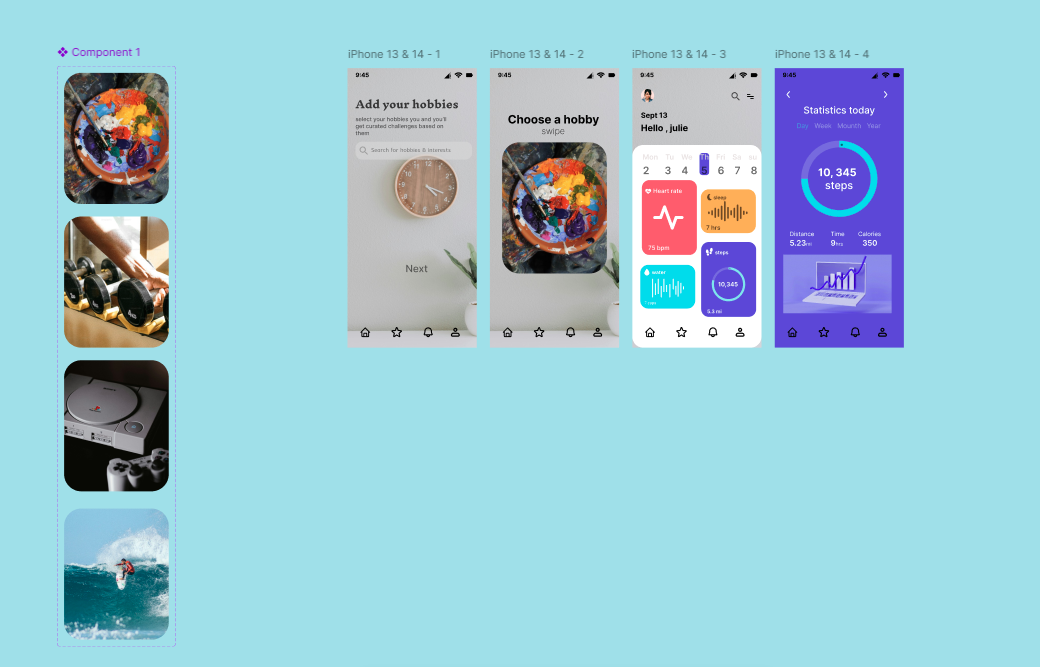 Component 1
iPhone 13 & 14 - 1
9:45
Add your hobbies
select your hobbies you and you'll
get curated challenges based on
them
Search for hobbies & interests
Next
iPhone 13 & 14 - 2
9:45
Choose a hobby
swipe
iPhone 13 & 14 - 3
9:45
Sept 13
Hello , julie
Mon Tu We Th Fri Sa su
2 3 4 5 6 7 8
Heart rate
75 bpm
sleep
7 hrs
water
steps
10,345
5.3 mi
iPhone 13 & 14 - 4
9:45
Statistics today
Day Week Mounth Year
10, 345
steps
Distance Time Calories
5.23mi 9hrs 350